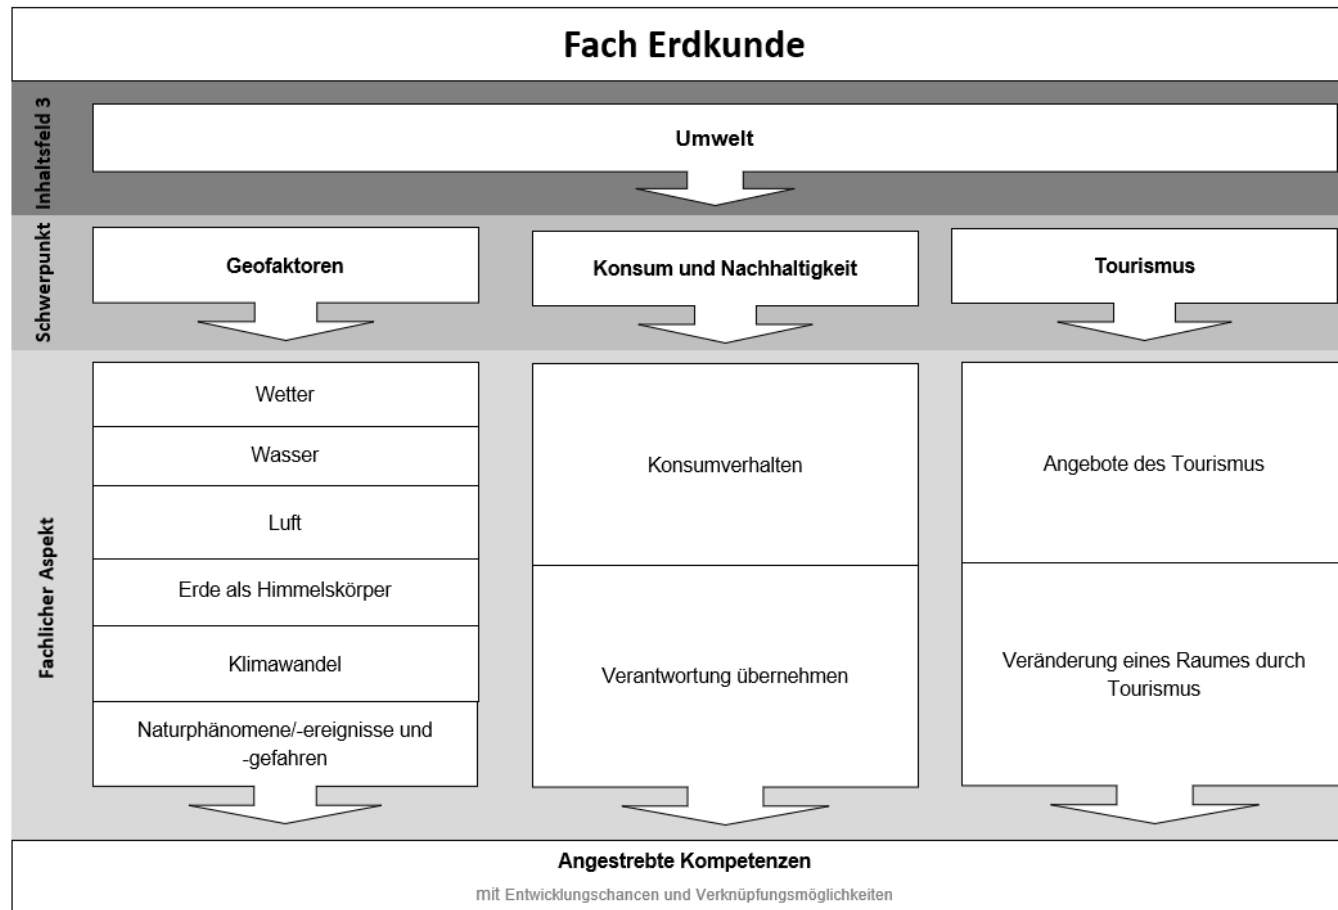 Fach Erdkunde
Inhaltsfeld 3
Umwelt
Schwerpunkt
Geofaktoren
Konsum und Nachhaltigkeit
Tourismus
Fachlicher Aspekt
Wetter
Wasser
Luft
Erde als Himmelskörper
Klimawandel
Naturphänomene/-ereignisse und
-gefahren
Konsumverhalten
Verantwortung übernehmen
Angebote des Tourismus
Veränderung eines Raumes durch
Tourismus
Angestrebte Kompetenzen
mit Entwicklungschancen und Verknüpfungsmöglichkeiten